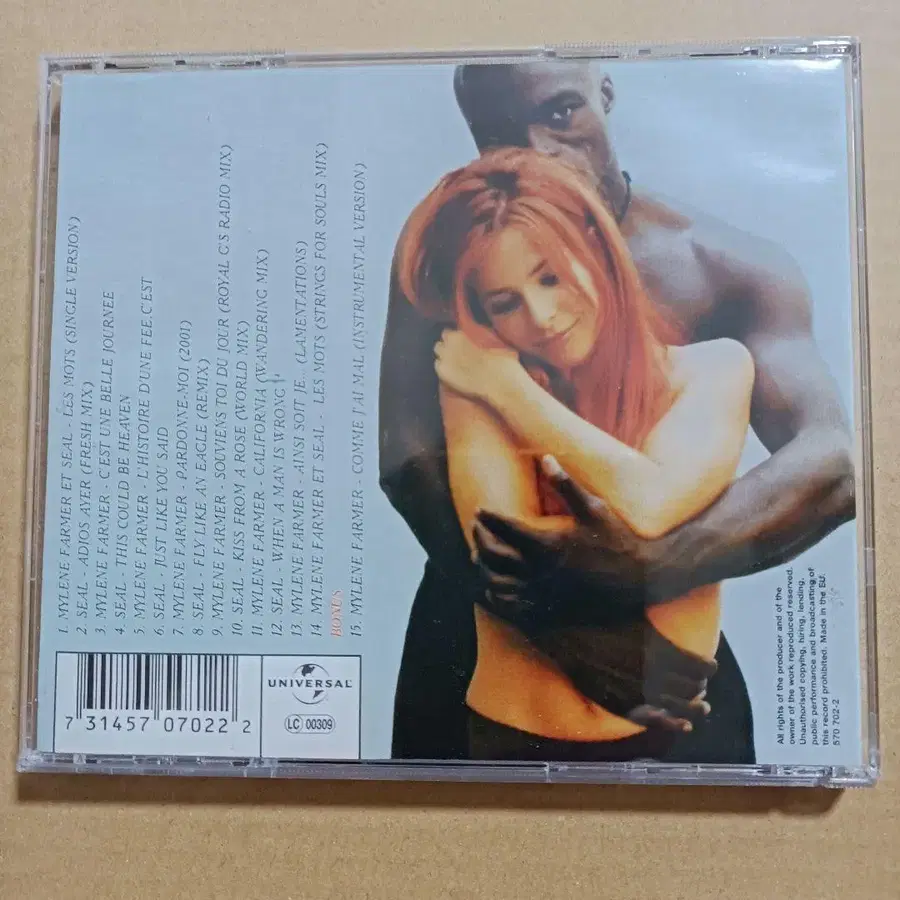 1. MYLENE FARMER ET SEAL - LES MOTS (SINGLE VERSION)
2. SEAL - ADIOS AYER (FRESH MIX)
3. MYLENE FARMER - C'EST UNE BELLE JOURNEE
4. SEAL - THIS COULD BE HEAVEN
5. MYLENE FARMER - L'HISTOIRE D'UNE FEE,C'EST
6. SEAL - JUST LIKE YOU SAID
7. MYLENE FARMER - PARDONNE-MOI (2001)
8. SEAL - FLY LIKE AN EAGLE (REMIX)
9. MYLENE FARMER - SOUVIENS TOI DU JOUR (ROYAL G'S RADIO MIX)
10. SEAL - KISS FROM A ROSE (WORLD MIX)
11. MYLENE FARMER - CALIFORNIA (WANDERING MIX)
12. SEAL - WHEN A MAN IS WRONG
13. MYLENE FARMER - AINSI SOIT JE... (LAMENTATIONS)
14. MYLENE FARMER ET SEAL - LES MOTS (STRINGS FOR SOULS MIX)
BONUS
15. MYLENE FARMER - COMME J'AI MAL (INSTRUMENTAL VERSION)
7 31457 07022 2
UNIVERSAL
LC 00309
All rights of the producer and of the
owner of the work reproduced reserved.
Unauthorised copying, hiring, lending,
public performance and broadcasting of
this record prohibited. Made in the EU.
570 702-2